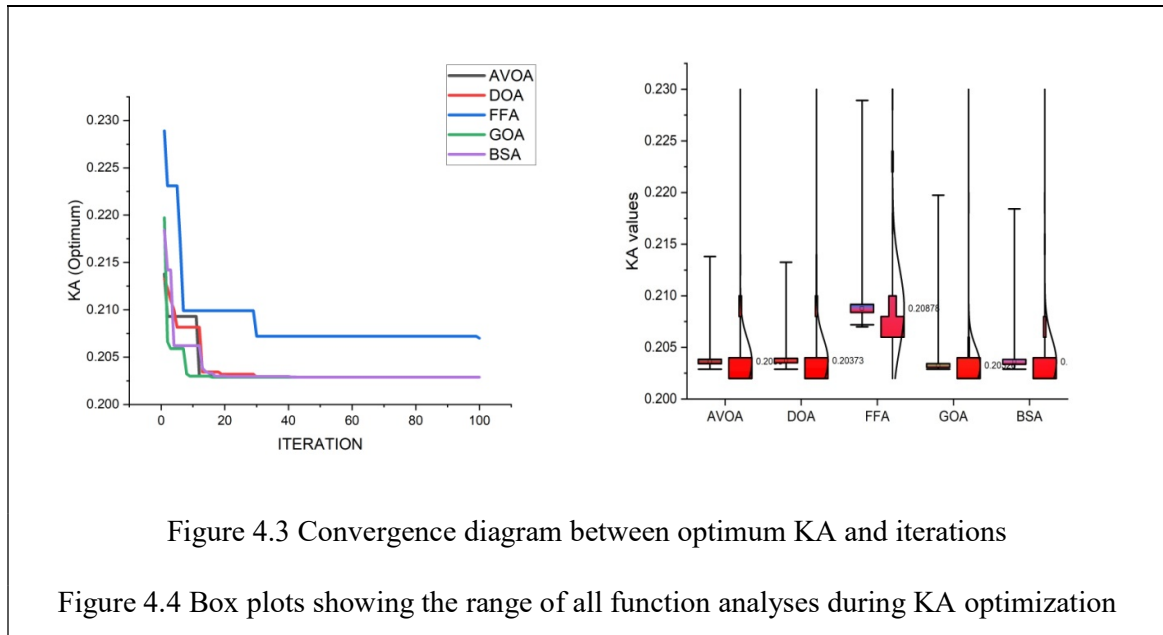 AVOA
DOA
FFA
GOA
BSA
0.230
0.225
0.220
0.215
0.210
0.205
0.200
KA (Optimum)
0 20 40 60 80 100
ITERATION
0.230
0.225
0.220
0.215
0.210
0.205
0.200
KA values
0.20373
0.20878
AVOA DOA FFA GOA BSA
Figure 4.3 Convergence diagram between optimum KA and iterations
Figure 4.4 Box plots showing the range of all function analyses during KA optimization